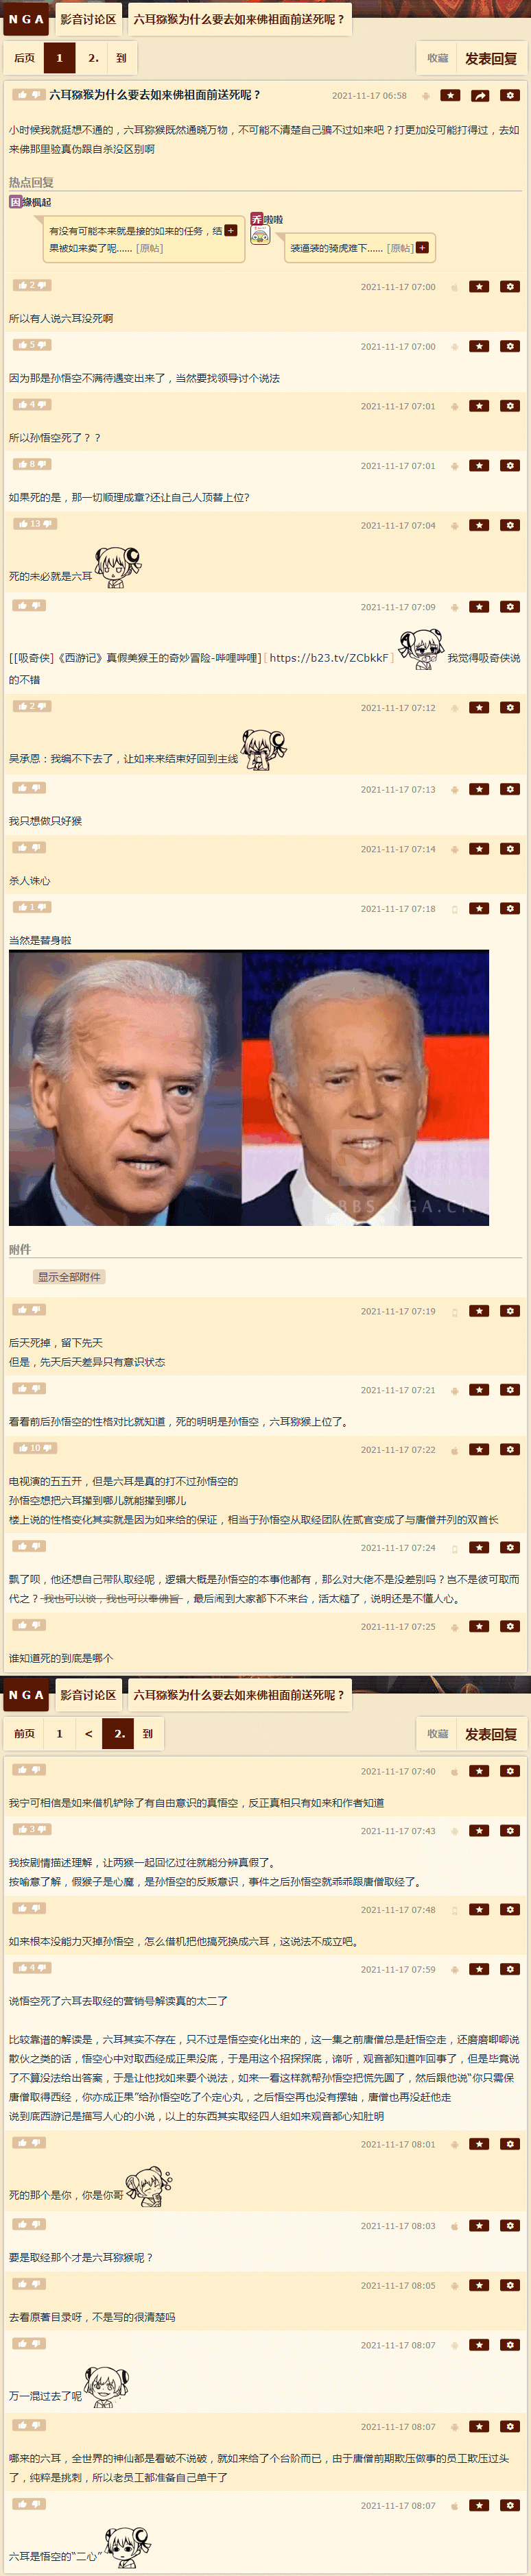 NGA 影音讨论区 六耳猕猴为什么要去如来佛祖面前送死呢？
后页 1 2. 到 收藏 发表回复
六耳猕猴为什么要去如来佛祖面前送死呢？ 2021-11-17 06:58
小时候我就挺想不通的，六耳猕猴既然通晓万物，不可能不清楚自己骗不过如来吧？打更加没可能打得过，去如
来佛那里验真伪跟自杀没区别啊
热点回复
因緣楓起
有没有可能本来就是接的如来的任务，结 +
果被如来卖了呢...... [原帖]
乔啦啦
装逼装的骑虎难下...... [原帖] +
2 2021-11-17 07:00
所以有人说六耳没死啊
5 2021-11-17 07:00
因为那是孙悟空不满待遇变出来了，当然要找领导讨个说法
4 2021-11-17 07:01
所以孙悟空死了？？
8 2021-11-17 07:01
如果死的是，那一切顺理成章?还让自己人顶替上位?
13 2021-11-17 07:04
死的未必就是六耳
2021-11-17 07:09
[[吸奇侠]《西游记》真假美猴王的奇妙冒险-哔哩哔哩] [ https://b23.tv/ZCbkkF ] 我觉得吸奇侠说
的不错
2 2021-11-17 07:12
吴承恩：我编不下去了，让如来来结束好回到主线
2021-11-17 07:13
我只想做只好猴
2021-11-17 07:14
杀人诛心
1 2021-11-17 07:18
当然是替身啦
BBS.NGA.CN
附件
显示全部附件
2021-11-17 07:19
后天死掉，留下先天
但是，先天后天差异只有意识状态
2021-11-17 07:21
看看前后孙悟空的性格对比就知道，死的明明是孙悟空，六耳猕猴上位了。
10 2021-11-17 07:22
电视演的五五开，但是六耳是真的打不过孙悟空的
孙悟空想把六耳撵到哪儿就能撵到哪儿
楼上说的性格变化其实就是因为如来给的保证，相当于孙悟空从取经团队佐贰官变成了与唐僧并列的双首长
2021-11-17 07:24
飘了呗，他还想自己带队取经呢，逻辑大概是孙悟空的本事他都有，那么对大佬不是没差别吗？岂不是彼可取而
代之？我也可以谈，我也可以奉佛旨 ，最后闹到大家都下不来台，活太糙了，说明还是不懂人心。
2021-11-17 07:25
谁知道死的到底是哪个
NGA 影音讨论区 六耳猕猴为什么要去如来佛祖面前送死呢？
前页 1 < 2. 到 收藏 发表回复
2021-11-17 07:40
我宁可相信是如来借机铲除了有自由意识的真悟空，反正真相只有如来和作者知道
3 2021-11-17 07:43
我按剧情描述理解，让两猴一起回忆过往就能分辨真假了。
按喻意了解，假猴子是心魔，是孙悟空的反叛意识，事件之后孙悟空就乖乖跟唐僧取经了。
2021-11-17 07:48
如来根本没能力灭掉孙悟空，怎么借机把他搞死换成六耳，这说法不成立吧。
4 2021-11-17 07:59
说悟空死了六耳去取经的营销号解读真的太二了
比较靠谱的解读是，六耳其实不存在，只不过是悟空变化出来的，这一集之前唐僧总是赶悟空走，还磨磨唧唧说
散伙之类的话，悟空心中对取西经成正果没底，于是用这个招探探底，谛听，观音都知道咋回事了，但是毕竟说
了不算没法给出答案，于是让他找如来要个说法，如来一看这样就帮孙悟空把慌先圆了，然后跟他说“你只需保
唐僧取得西经，你亦成正果”给孙悟空吃了个定心丸，之后悟空再也没有摆轴，唐僧也再没赶他走
说到底西游记是描写人心的小说，以上的东西其实取经四人组如来观音都心知肚明
2021-11-17 08:01
死的那个是你，你是你哥
2021-11-17 08:03
要是取经那个才是六耳猕猴呢？
2021-11-17 08:05
去看原著目录呀，不是写的很清楚吗
2021-11-17 08:07
万一混过去了呢
2021-11-17 08:07
哪来的六耳，全世界的神仙都是看破不说破，就如来给了个台阶而已，由于唐僧前期欺压做事的员工欺压过头
了，纯粹是挑刺，所以老员工都准备自己单干了
2021-11-17 08:07
六耳是悟空的“二心”